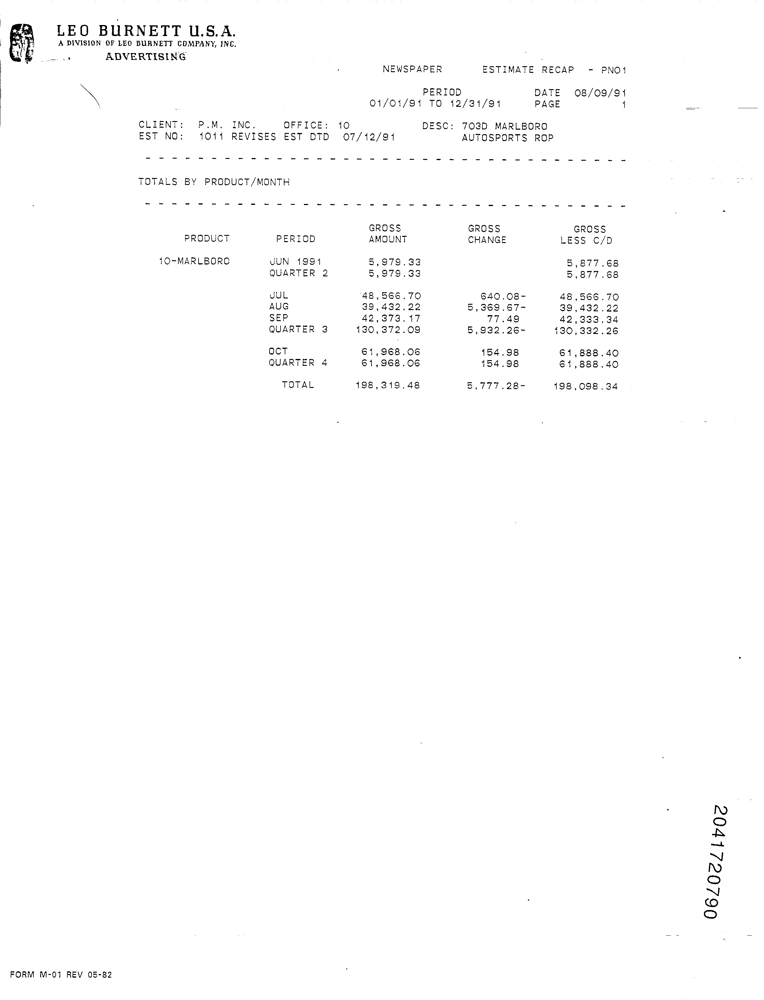 LEO BURNETT U.S.A.
A DIVISION OF LEO BURNETT COMPANY, INC.
ADVERTISING
NEWSPAPER ESTIMATE RECAP - PNO1
PERIOD DATE 08/09/91
01/01/91 TO 12/31/91 PAGE 1
CLIENT: P.M. INC. OFFICE: 10 DESC: 703D MARLBORO
EST NO: 1011 REVISES EST DTD 07/12/91 AUTOSPORTS ROP
TOTALS BY PRODUCT/MONTH
GROSS GROSS GROSS
PRODUCT PERIOD AMOUNT CHANGE LESS C/D
10-MARLBORO JUN 1991 5,979.33 5,877.68
QUARTER 2 5,979.33 5,877.68
JUL 48,566.70 640.08- 48,566.70
AUG 39,432.22 5,369.67- 39,432.22
SEP 42,373.17 77.49 42,333.34
QUARTER 3 130,372.09 5,932.26- 130,332.26
OCT 61,968.06 154.98 61,888.40
QUARTER 4 61,968.06 154.98 61,888.40
TOTAL 198,319.48 5,777.28- 198,098.34
2041720790
FORM M-01 REV 05-82